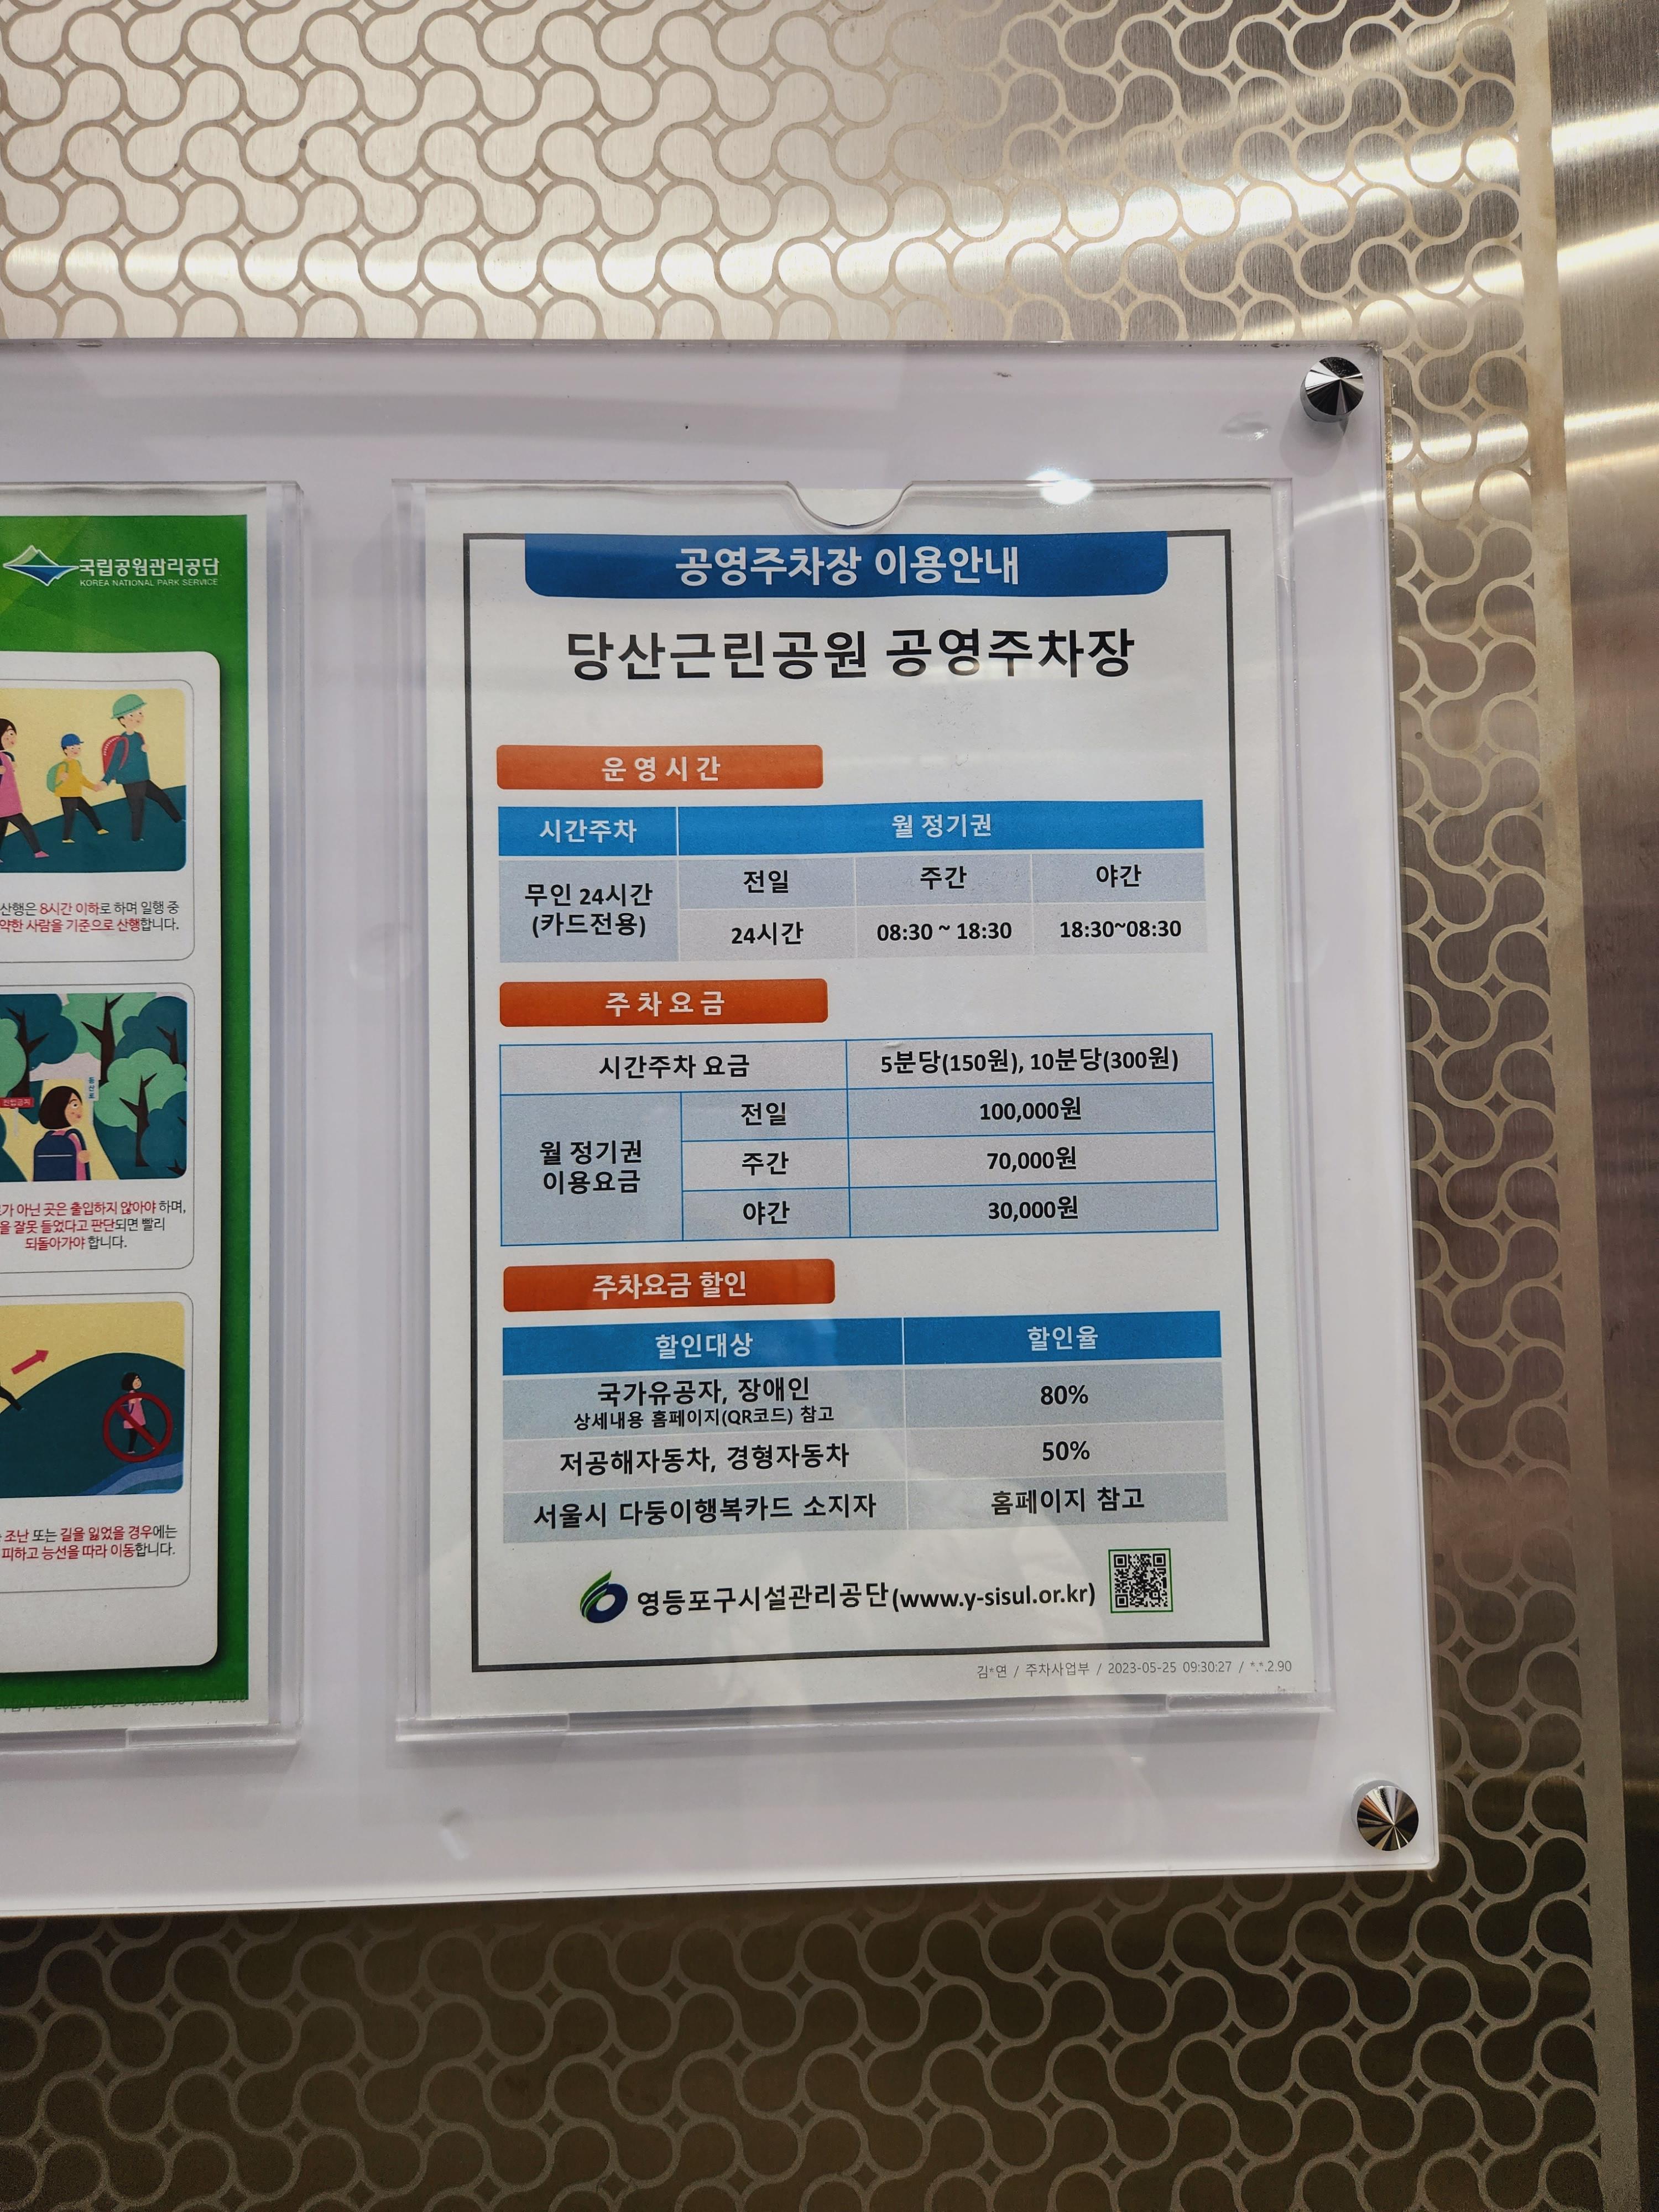 국립공원관리공단
KOREA NATIONAL PARK SERVICE
산행은 8시간 이하로 하며 일행 중
약한 사람을 기준으로 산행합니다.
가 아닌 곳은 출입하지 않아야 하며,
을 잘못 들었다고 판단되면 빨리
되돌아가야 합니다.
조난 또는 길을 잃었을 경우에는
피하고 능선을 따라 이동합니다.
공영주차장 이용안내
당산근린공원 공영주차장
운영시간
시간주차 월 정기권
무인 24시간
(카드전용)
전일 주간 야간
24시간 08:30 ~ 18:30 18:30~08:30
주차요금
시간주차 요금 5분당(150원), 10분당(300원)
월 정기권
이용요금
전일 100,000원
주간 70,000원
야간 30,000원
주차요금 할인
할인대상 할인율
국가유공자, 장애인
상세내용 홈페이지(QR코드) 참고
80%
저공해자동차, 경형자동차 50%
서울시 다둥이행복카드 소지자 홈페이지 참고
영등포구시설관리공단(www.y-sisul.or.kr)
김*연 / 주차사업부 / 2023-05-25 09:30:27 / *.*.2.90